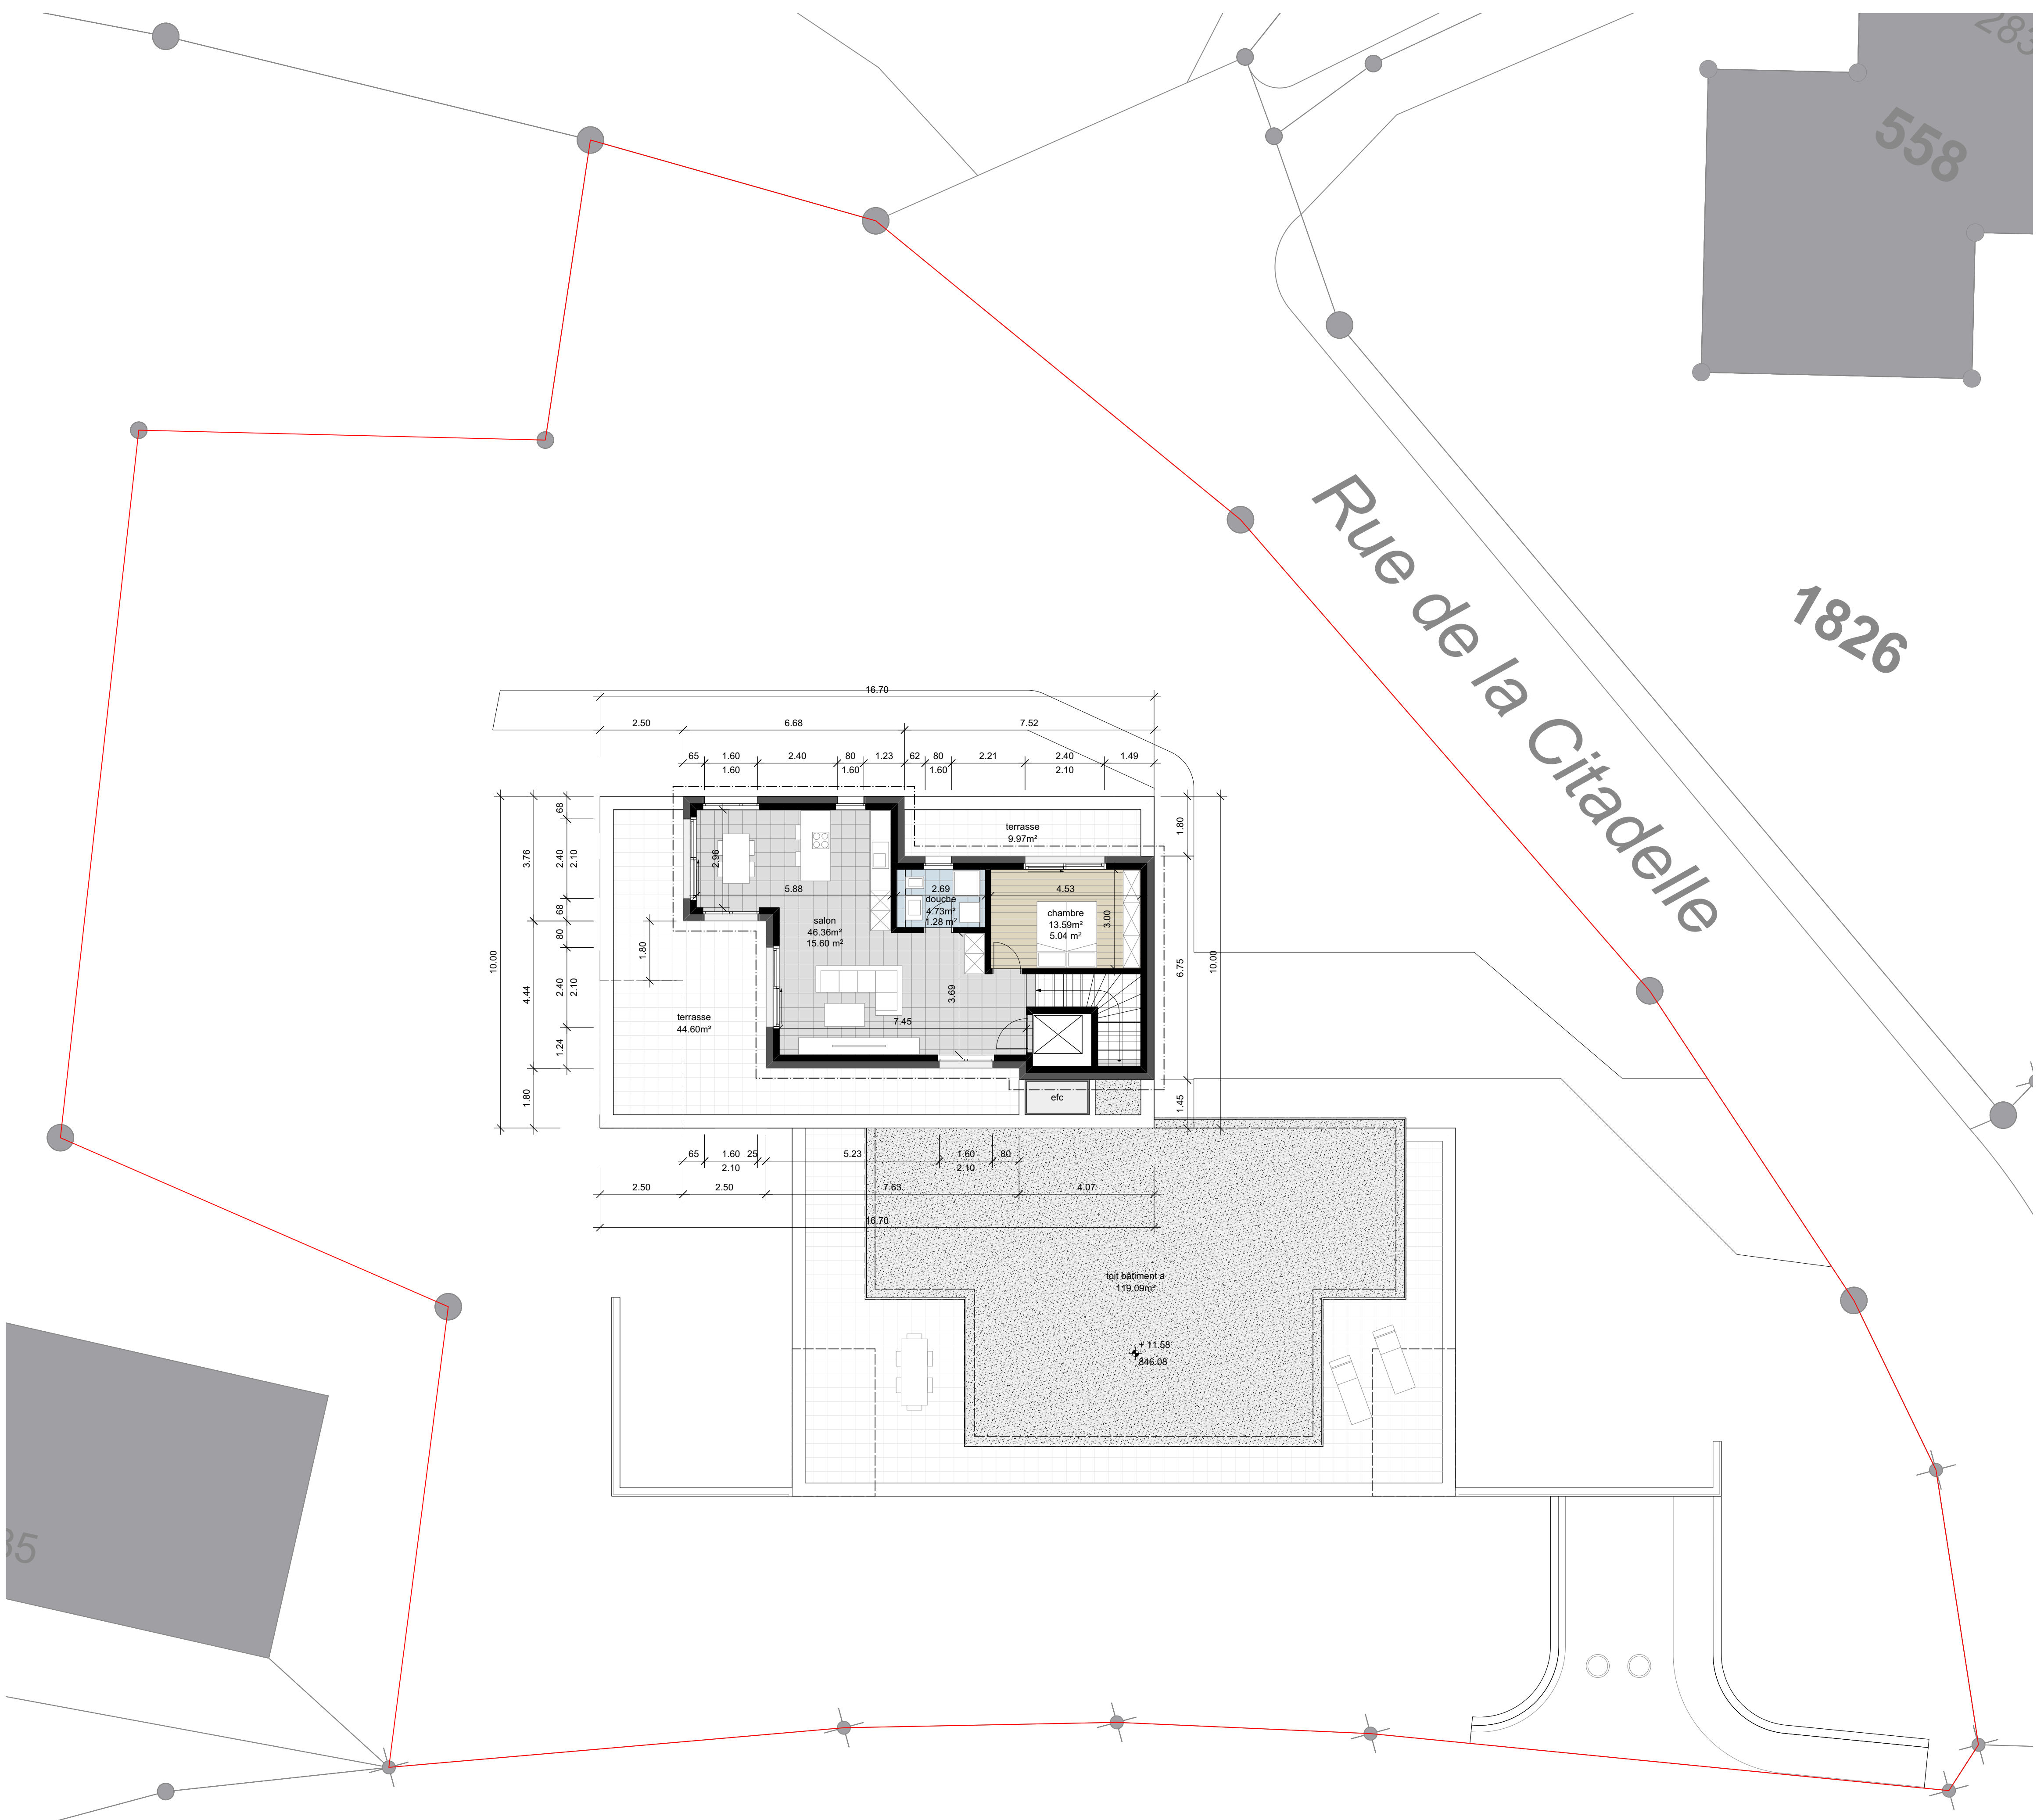 283
558
Rue de la Citadelle
1826
16.70
2.50 6.68 7.52
65 1.60 2.40 80 1.23 62 80 2.21 2.40 1.49
1.60 1.60 1.60 2.10
10.00
3.76
4.44
1.80
68
2.40 2.10
68
80
2.40 2.10
1.24
1.80
2.96
5.88
salon
46.36m²
15.60 m²
2.69
douche
4.73m²
1.28 m²
4.53
chambre
13.59m²
5.04 m²
3.00
terrasse
9.97m²
1.80
6.75
1.45
10.00
3.69
7.45
terrasse
44.60m²
efc
65 1.60 25 5.23 1.60 80
2.10 2.10
2.50 2.50 7.63 4.07
16.70
toit bâtiment a
119.09m²
+ 11.58
846.08
35